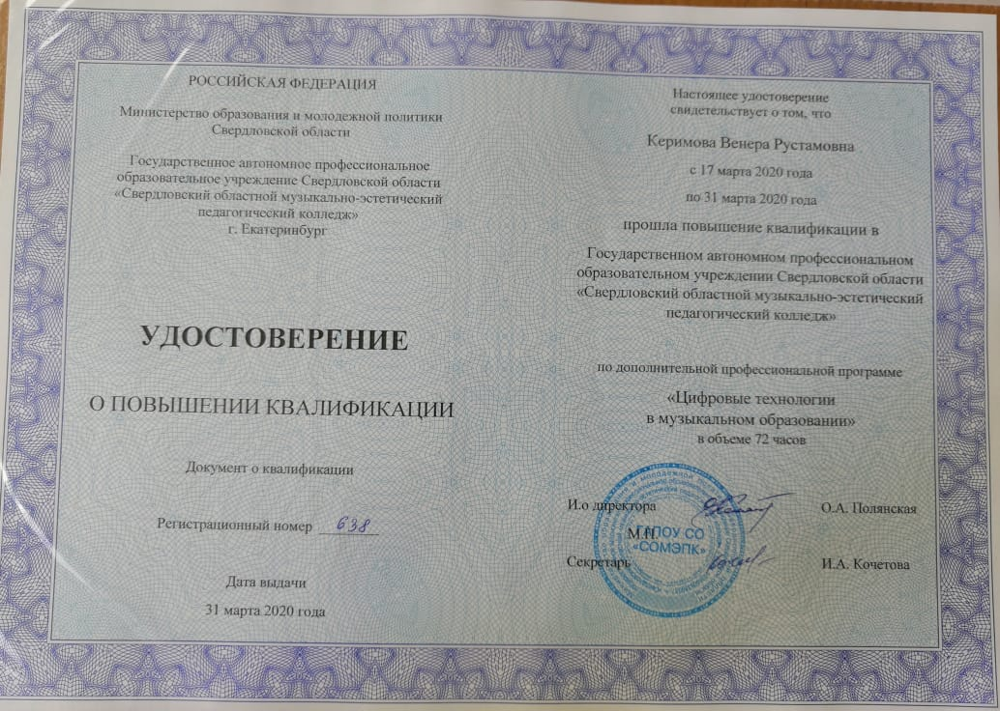 РОССИЙСКАЯ ФЕДЕРАЦИЯ
Министерство образования и молодежной политики
Свердловской области
Государственное автономное профессиональное
образовательное учреждение Свердловской области
«Свердловский областной музыкально-эстетический
педагогический колледж»
г. Екатеринбург
УДОСТОВЕРЕНИЕ
О ПОВЫШЕНИИ КВАЛИФИКАЦИИ
Документ о квалификации
Регистрационный номер 638
Дата выдачи
31 марта 2020 года
Настоящее удостоверение
свидетельствует о том, что
Керимова Венера Рустамовна
с 17 марта 2020 года
по 31 марта 2020 года
прошла повышение квалификации в
Государственном автономном профессиональном
образовательном учреждении Свердловской области
«Свердловский областной музыкально-эстетический
педагогический колледж»
по дополнительной профессиональной программе
«Цифровые технологии
в музыкальном образовании»
в объеме 72 часов
И.о директора О.А. Полянская
М.П.
Секретарь И.А. Кочетова
ГАПОУ СО
«СОМЭПК»